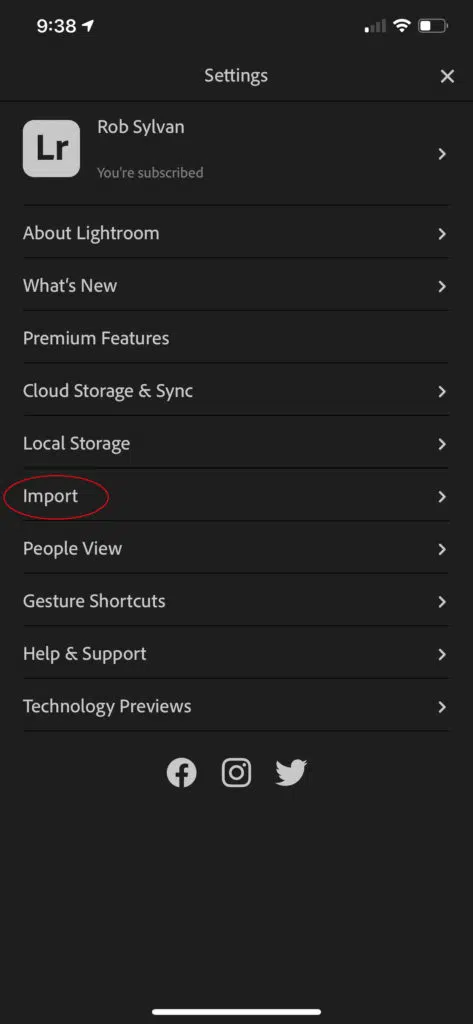 9:38
Settings
Lr
Rob Sylvan
You're subscribed
About Lightroom
What's New
Premium Features
Cloud Storage & Sync
Local Storage
Import
People View
Gesture Shortcuts
Help & Support
Technology Previews